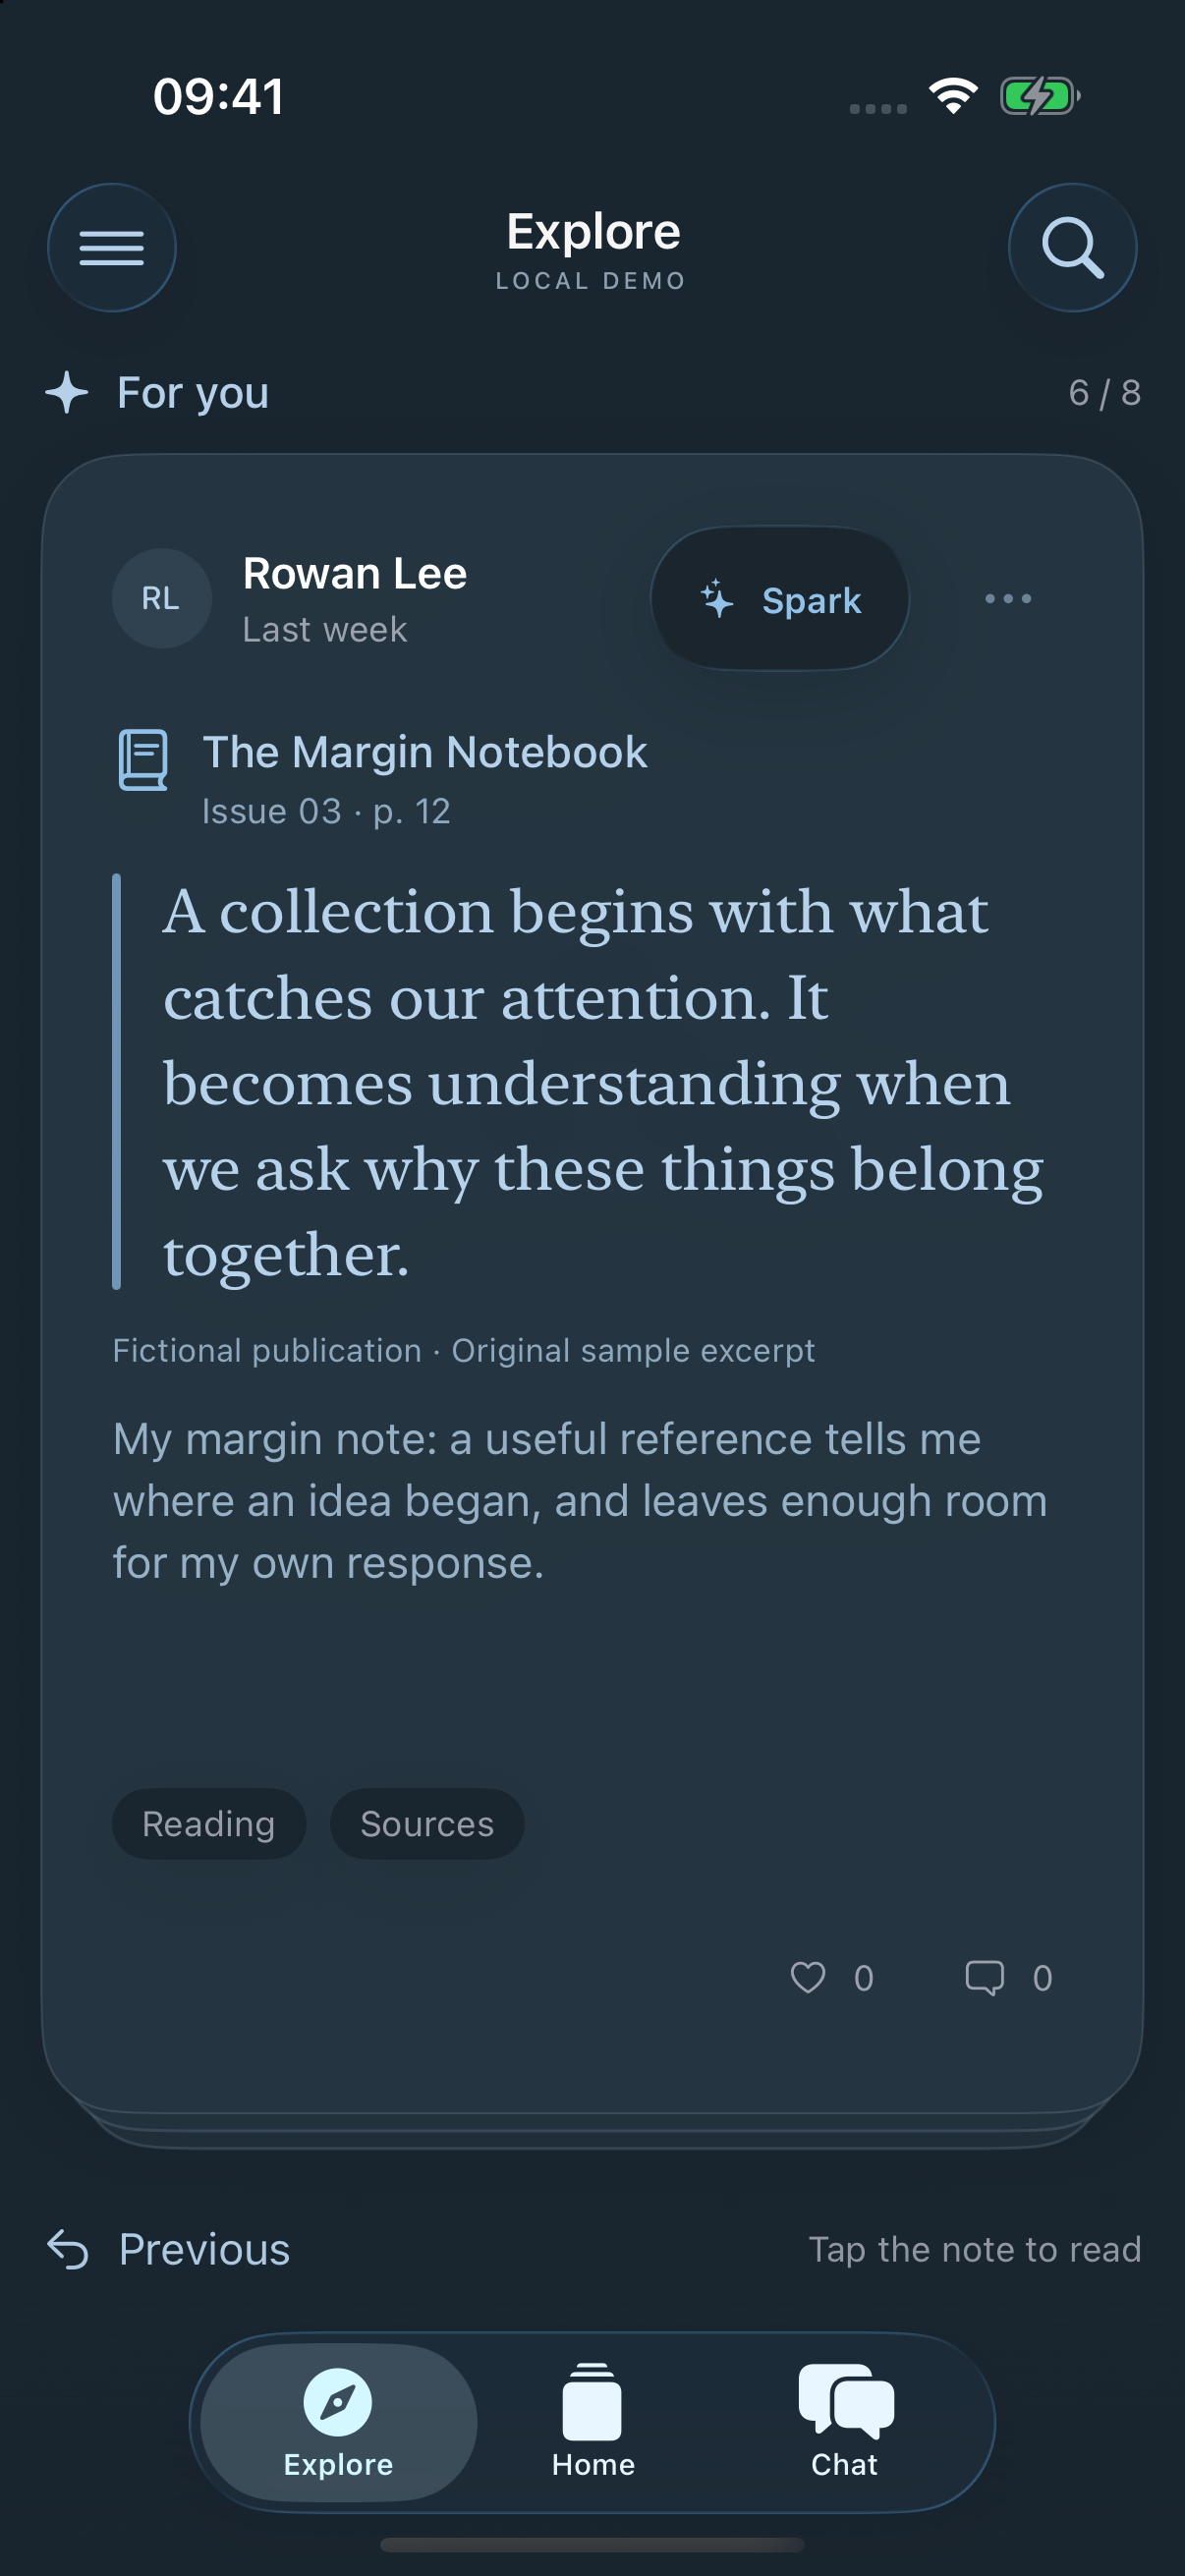 09:41
Explore
LOCAL DEMO
For you
6 / 8
RL
Rowan Lee
Last week
Spark
The Margin Notebook
Issue 03 · p. 12
A collection begins with what
catches our attention. It
becomes understanding when
we ask why these things belong
together.
Fictional publication · Original sample excerpt
My margin note: a useful reference tells me
where an idea began, and leaves enough room
for my own response.
Reading
Sources
0
0
Previous
Tap the note to read
Explore
Home
Chat